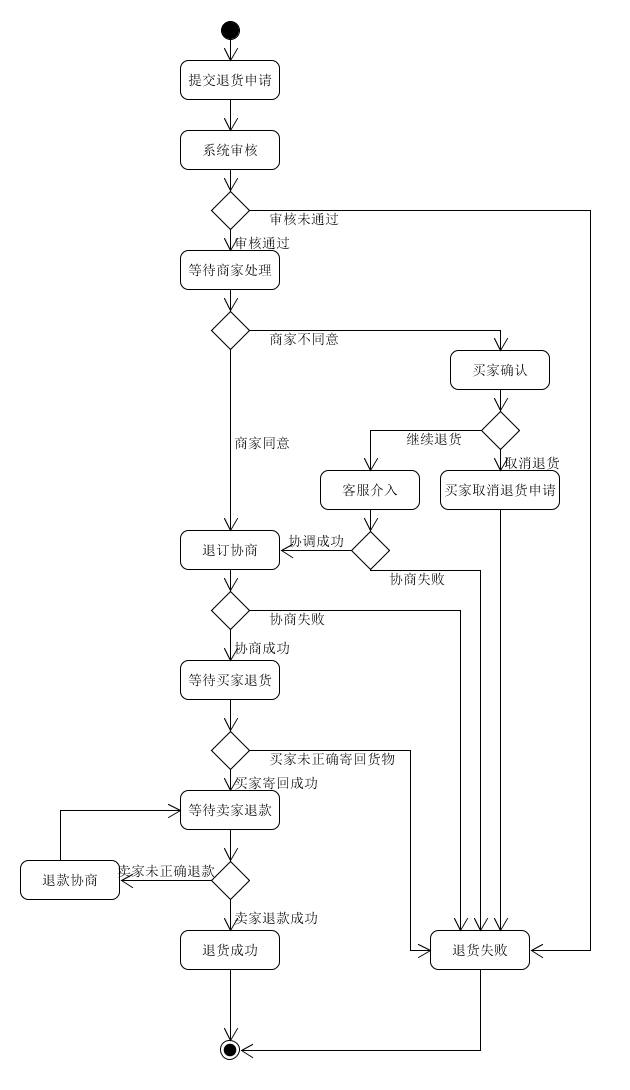 提交退货申请
系统审核
审核未通过
审核通过
等待商家处理
商家不同意
买家确认
商家同意
继续退货
取消退货
客服介入
买家取消退货申请
退订协商
协调成功
协商失败
协商失败
协商成功
等待买家退货
买家未正确寄回货物
买家寄回成功
等待卖家退款
卖家未正确退款
退款协商
卖家退款成功
退货成功
退货失败